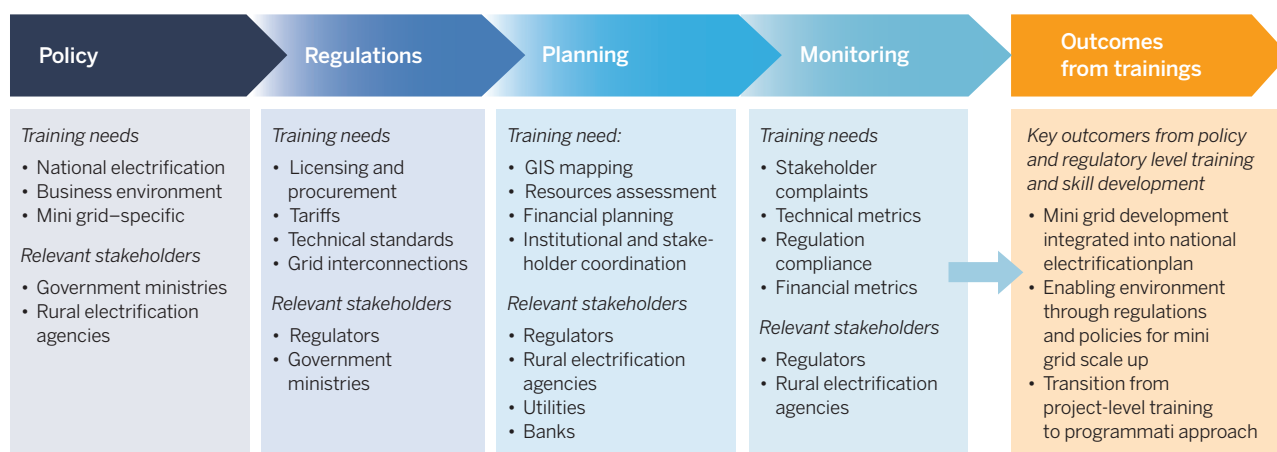 Policy
Regulations
Planning
Monitoring
Outcomes
from trainings
Training needs
• National electrification
• Business environment
• Mini grid–specific
Relevant stakeholders
• Government ministries
• Rural electrification
agencies
Training needs
• Licensing and
procurement
• Tariffs
• Technical standards
• Grid interconnections
Relevant stakeholders
• Regulators
• Government
ministries
Training need:
• GIS mapping
• Resources assessment
• Financial planning
• Institutional and stake-
holder coordination
Relevant stakeholders
• Regulators
• Rural electrification
agencies
• Utilities
• Banks
Training needs
• Stakeholder
complaints
• Technical metrics
• Regulation
compliance
• Financial metrics
Relevant stakeholders
• Regulators
• Rural electrification
agencies
Key outcomers from policy
and regulatory level training
and skill development
• Mini grid development
integrated into national
electrificationplan
• Enabling environment
through regulations
and policies for mini
grid scale up
• Transition from
project-level training
to programmati approach